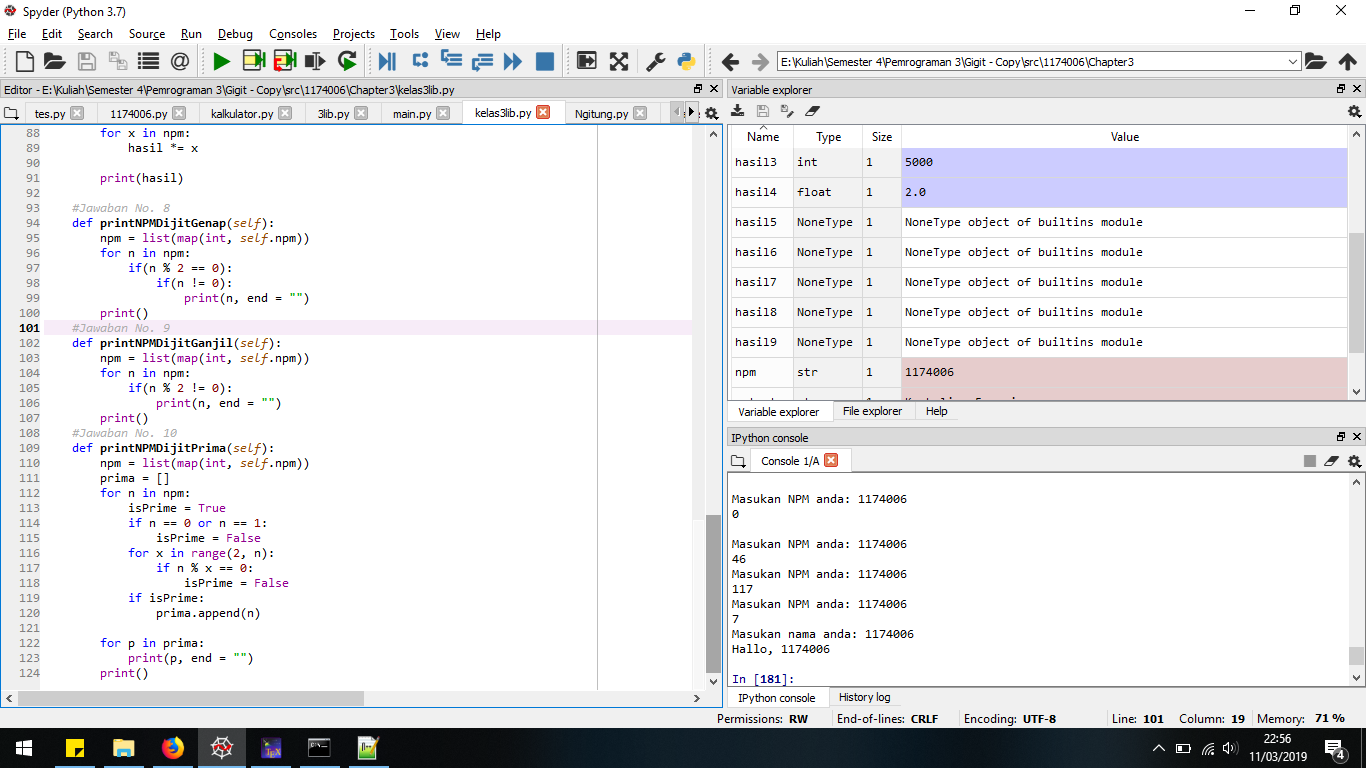 Spyder (Python 3.7)
File Edit Search Source Run Debug Consoles Projects Tools View Help
E:\Kuliah\Semester 4\Pemrograman 3\Gigit - Copy\src\1174006\Chapter3
Editor - E:\Kuliah\Semester 4\Pemrograman 3\Gigit - Copy\src\1174006\Chapter3\kelas3lib.py
tes.py 1174006.py kalkulator.py 3lib.py main.py kelas3lib.py Ngitung.py
88 for x in npm:
89 hasil *= x
90
91 print(hasil)
92
93 #Jawaban No. 8
94 def printNPMDijitGenap(self):
95 npm = list(map(int, self.npm))
96 for n in npm:
97 if(n % 2 == 0):
98 if(n != 0):
99 print(n, end = "")
100 print()
101 #Jawaban No. 9
102 def printNPMDijitGanjil(self):
103 npm = list(map(int, self.npm))
104 for n in npm:
105 if(n % 2 != 0):
106 print(n, end = "")
107 print()
108 #Jawaban No. 10
109 def printNPMDijitPrima(self):
110 npm = list(map(int, self.npm))
111 prima = []
112 for n in npm:
113 isPrime = True
114 if n == 0 or n == 1:
115 isPrime = False
116 for x in range(2, n):
117 if n % x == 0:
118 isPrime = False
119 if isPrime:
120 prima.append(n)
121
122 for p in prima:
123 print(p, end = "")
124 print()
Variable explorer
Name Type Size Value
hasil3 int 1 5000
hasil4 float 1 2.0
hasil5 NoneType 1 NoneType object of builtins module
hasil6 NoneType 1 NoneType object of builtins module
hasil7 NoneType 1 NoneType object of builtins module
hasil8 NoneType 1 NoneType object of builtins module
hasil9 NoneType 1 NoneType object of builtins module
npm str 1 1174006
Variable explorer File explorer Help
IPython console
Console 1/A
Masukan NPM anda: 1174006
0
Masukan NPM anda: 1174006
46
Masukan NPM anda: 1174006
117
Masukan NPM anda: 1174006
7
Masukan nama anda: 1174006
Hallo, 1174006
In [181]:
IPython console History log
Permissions: RW End-of-lines: CRLF Encoding: UTF-8 Line: 101 Column: 19 Memory: 71 %
22:56
11/03/2019
4